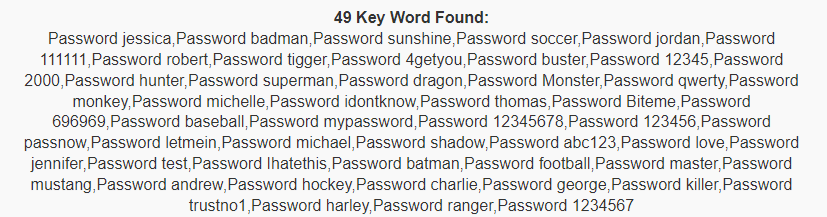 49 Key Word Found:
Password jessica,Password badman,Password sunshine,Password soccer,Password jordan,Password
111111,Password robert,Password tigger,Password 4getyou,Password buster,Password 12345,Password
2000,Password hunter,Password superman,Password dragon,Password Monster,Password qwerty,Password
monkey,Password michelle,Password idontknow,Password thomas,Password Biteme,Password
696969,Password baseball,Password mypassword,Password 12345678,Password 123456,Password
passnow,Password letmein,Password michael,Password shadow,Password abc123,Password love,Password
jennifer,Password test,Password Ihatethis,Password batman,Password football,Password master,Password
mustang,Password andrew,Password hockey,Password charlie,Password george,Password killer,Password
trustno1,Password harley,Password ranger,Password 1234567